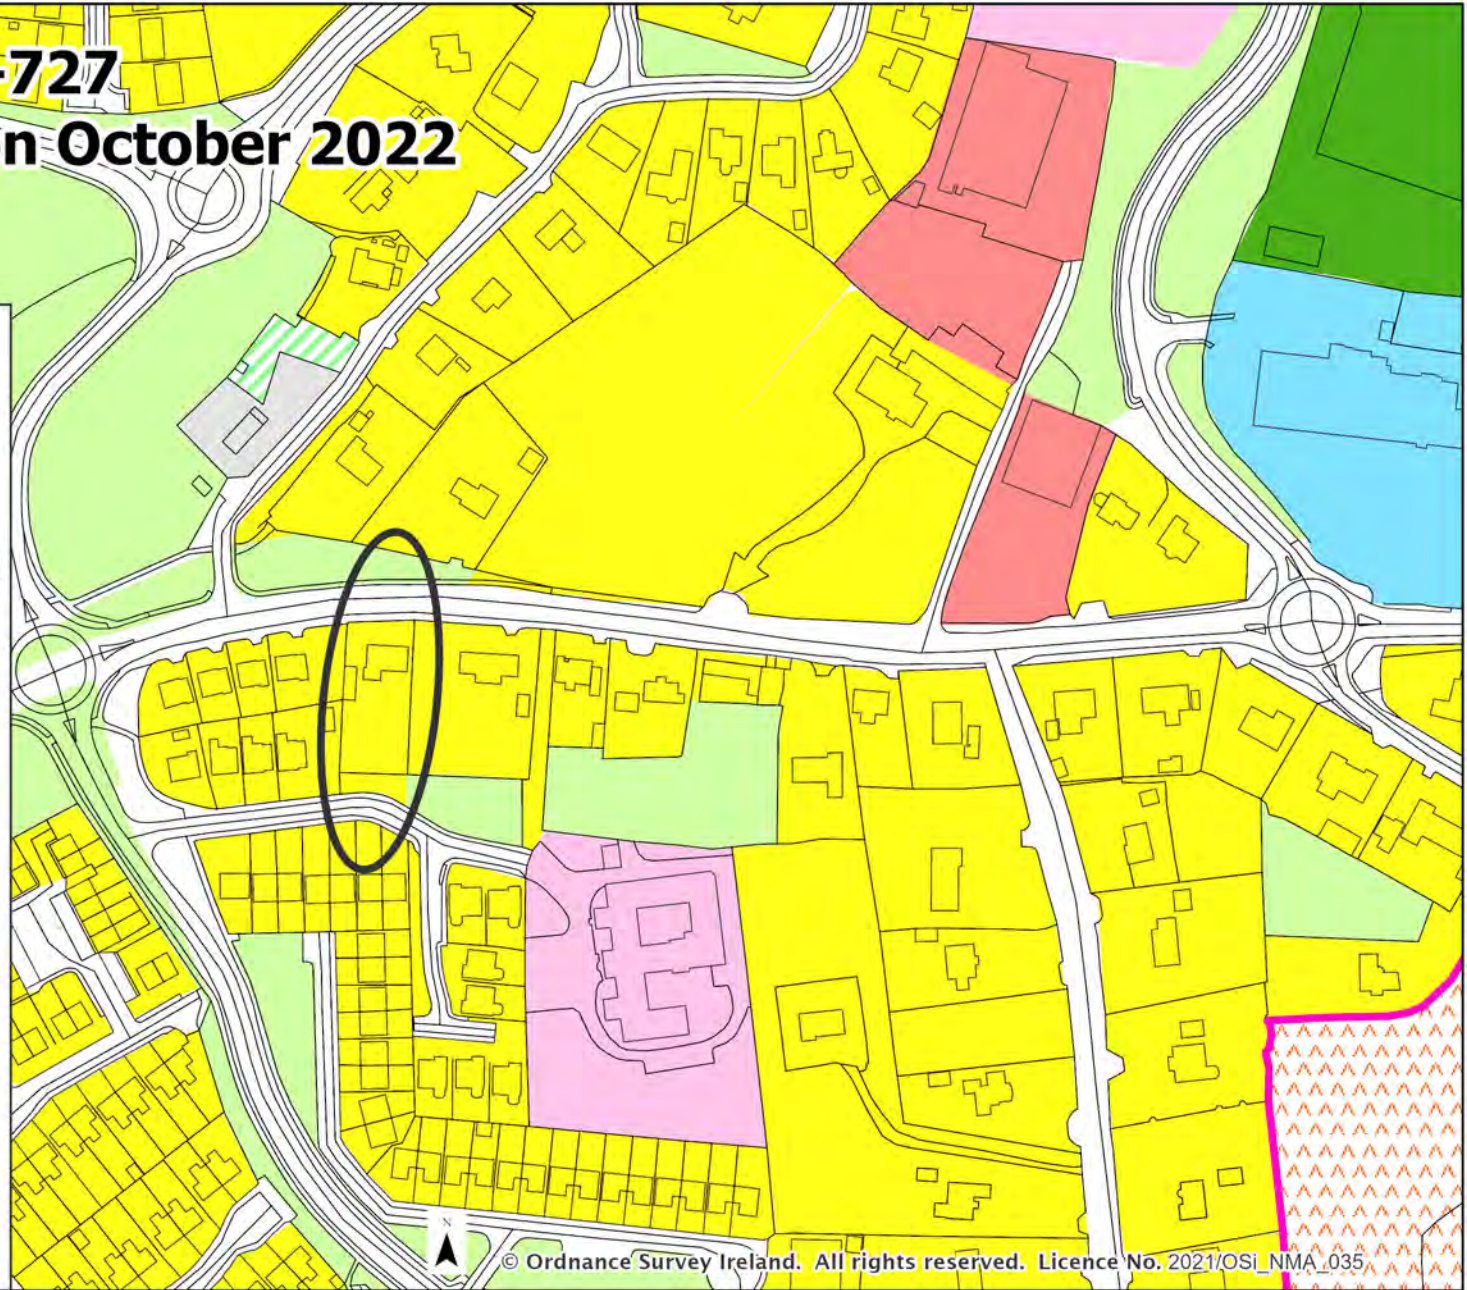 -727
n October 2022
N
© Ordnance Survey Ireland. All rights reserved. Licence No. 2021/OSi_NMA_035